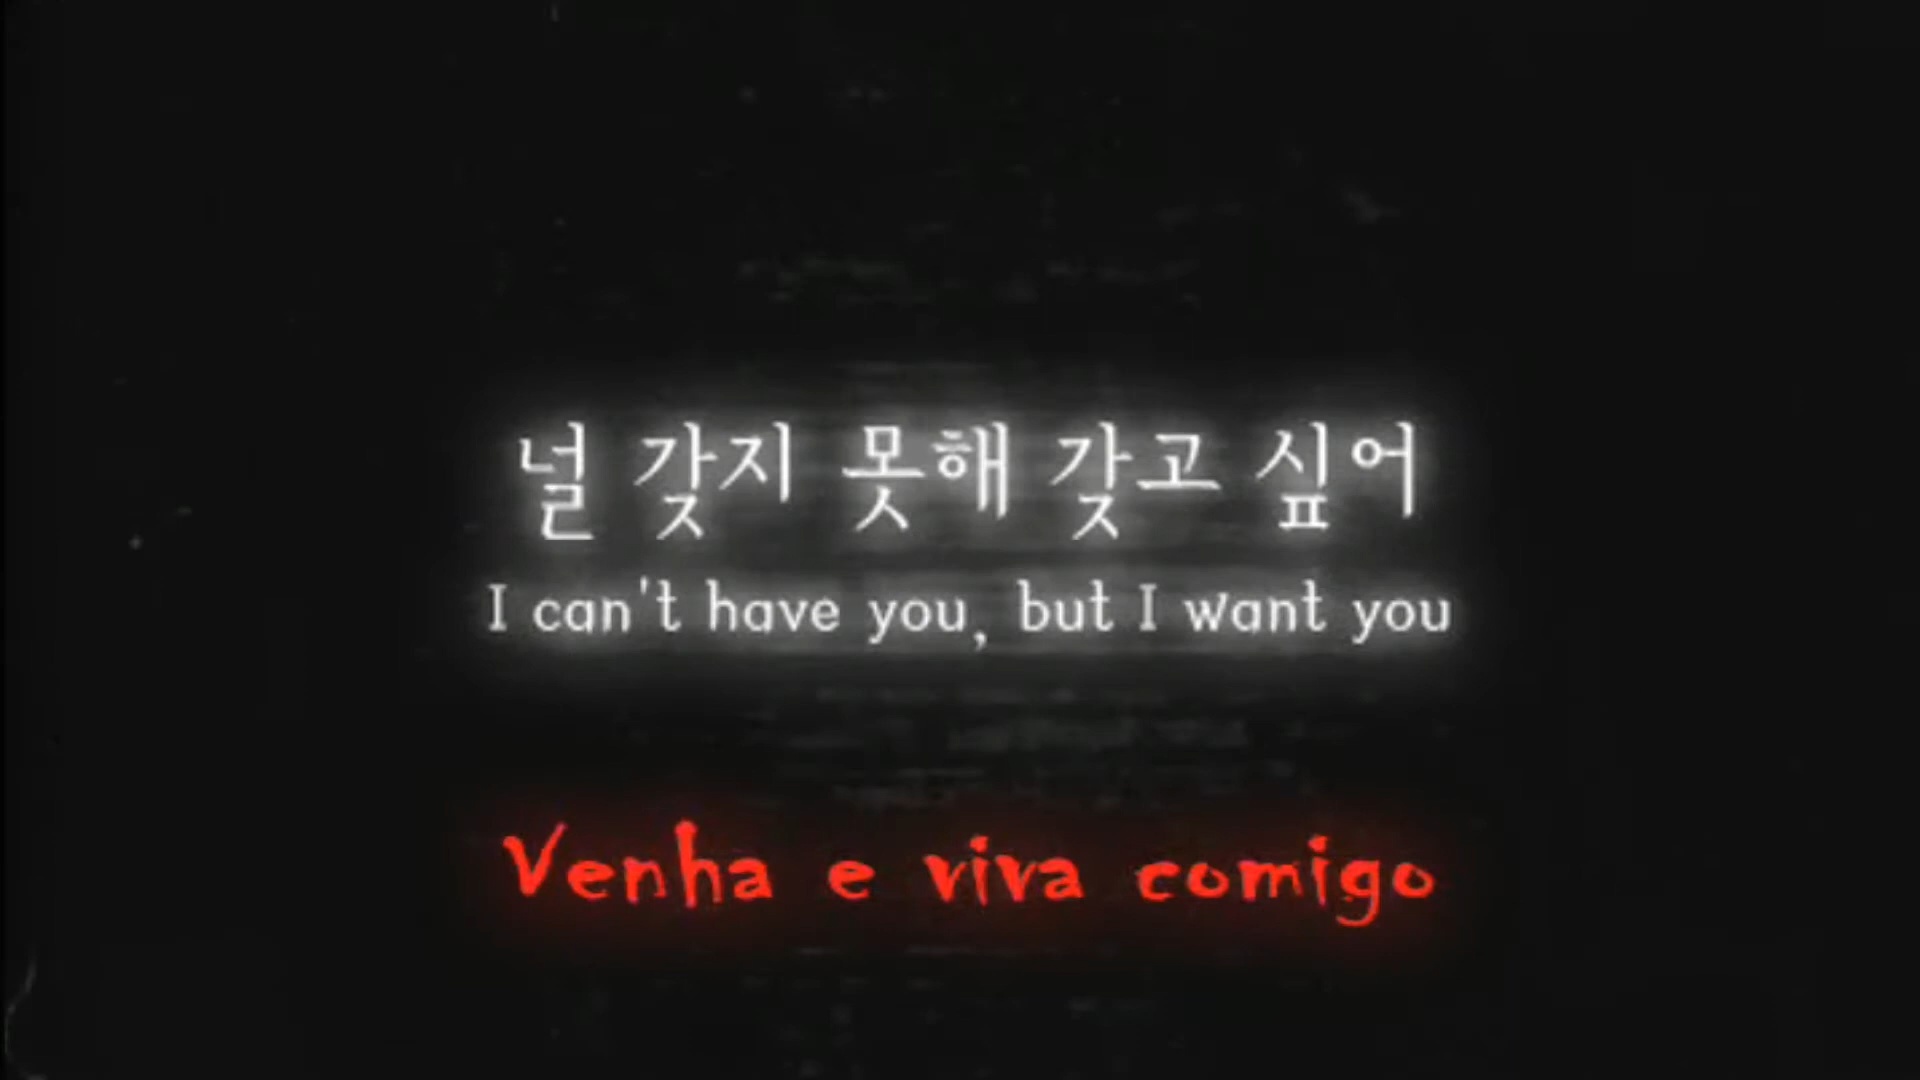 널 갖지 못해 갖고 싶어
I can't have you, but I want you
Venha e viva comigo